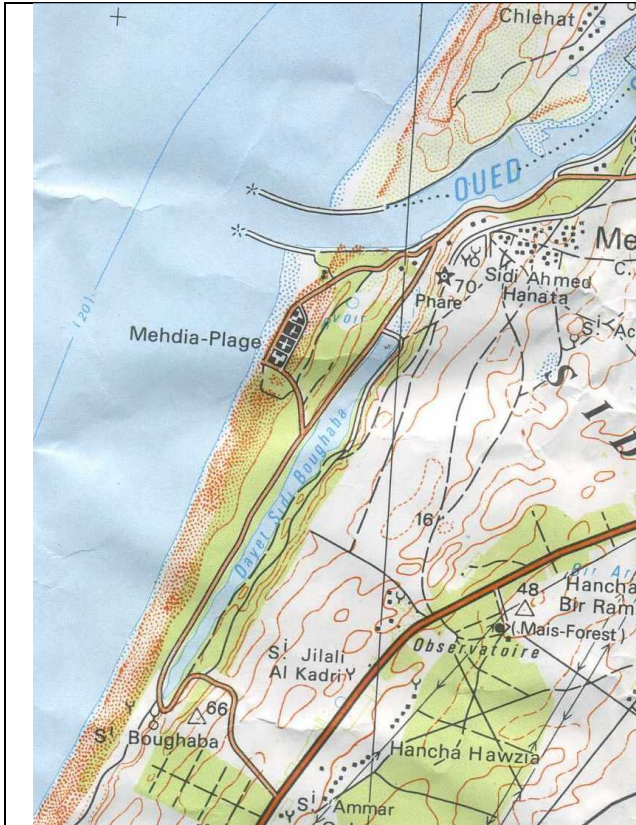 Chlehat
OUED
Me
Sidi Ahmed
Hanata
70
Phare
Mehdia-Plage
(20)
SID
Dayet Sidi Boughaba
16
48
Hancha
Bir Ram
(Mais-Forest)
Observatoire
Si Jilali
Al Kadri
66
Si
Boughaba
Hancha Hawzia
Si Ammar